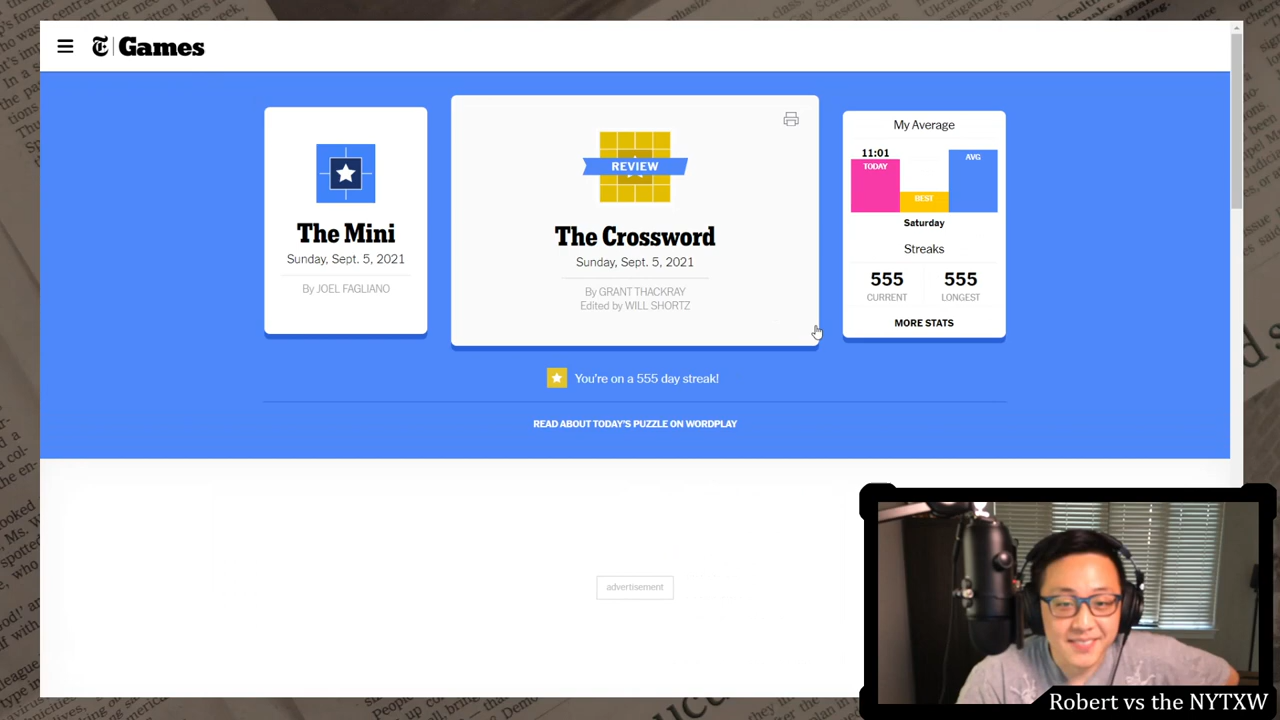 T Games
The Mini
Sunday, Sept. 5, 2021
By JOEL FAGLIANO
REVIEW
The Crossword
Sunday, Sept. 5, 2021
By GRANT THACKRAY
Edited by WILL SHORTZ
My Average
11:01
TODAY
BEST
AVG
Saturday
Streaks
555
CURRENT
555
LONGEST
MORE STATS
You're on a 555 day streak!
READ ABOUT TODAY'S PUZZLE ON WORDPLAY
advertisement
Robert vs the NYTXW